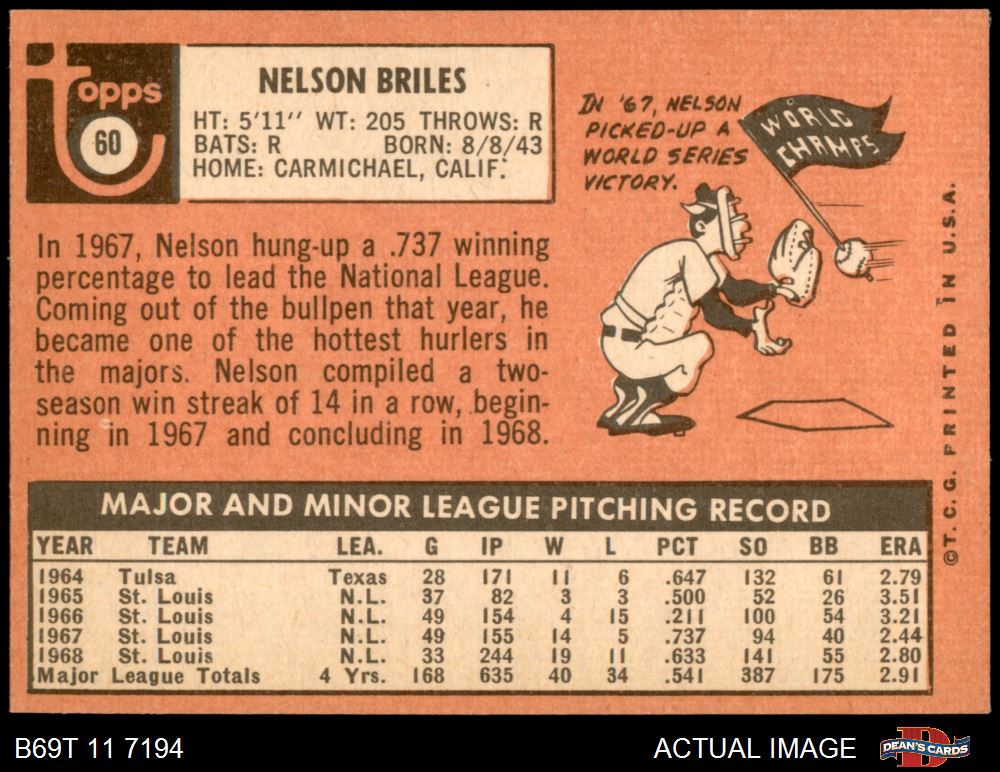 topps
60
NELSON BRILES
HT: 5'11" WT: 205 THROWS: R
BATS: R BORN: 8/8/43
HOME: CARMICHAEL, CALIF.
IN '67, NELSON
PICKED-UP A
WORLD SERIES
VICTORY.
WORLD
CHAMPS
In 1967, Nelson hung-up a .737 winning
percentage to lead the National League.
Coming out of the bullpen that year, he
became one of the hottest hurlers in
the majors. Nelson compiled a two-
season win streak of 14 in a row, begin-
ning in 1967 and concluding in 1968.
©T.C.G. PRINTED IN U.S.A.
MAJOR AND MINOR LEAGUE PITCHING RECORD
YEAR TEAM LEA. G IP W L PCT SO BB ERA
1964 Tulsa Texas 28 171 11 6 .647 132 61 2.79
1965 St. Louis N.L. 37 82 3 3 .500 52 26 3.51
1966 St. Louis N.L. 49 154 4 15 .211 100 54 3.21
1967 St. Louis N.L. 49 155 14 5 .737 94 40 2.44
1968 St. Louis N.L. 33 244 19 11 .633 141 55 2.80
Major League Totals 4 Yrs. 168 635 40 34 .541 387 175 2.91
B69T 11 7194
ACTUAL IMAGE
DEAN'S CARDS